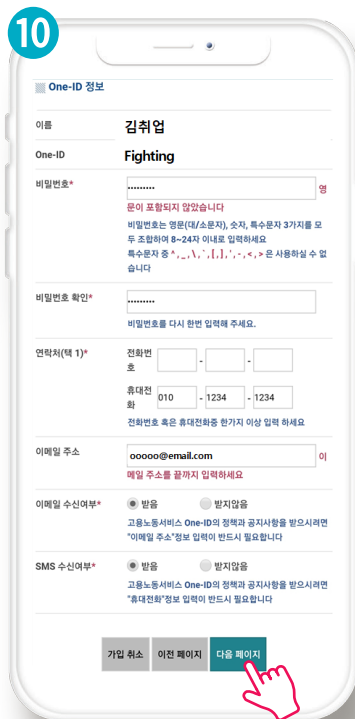 10
One-ID 정보
이름 김취업
One-ID Fighting
비밀번호* ········· 영
문이 포함되지 않았습니다
비밀번호는 영문(대/소문자), 숫자, 특수문자 3가지를 모
두 조합하여 8~24자 이내로 입력하세요
특수문자 중 ^ , _ , \ , ` , [ , ] , ' , - , < , > 은 사용하실 수 없
습니다
비밀번호 확인* ·········
비밀번호를 다시 한번 입력해 주세요.
연락처(택 1)* 전화번
호 - -
휴대전
화 010 - 1234 - 1234
전화번호 혹은 휴대전화중 한가지 이상 입력 하세요
이메일 주소 ooooo@email.com 이
메일 주소를 끝까지 입력하세요
이메일 수신여부* 받음 받지않음
고용노동서비스 One-ID의 정책과 공지사항을 받으시려면
"이메일 주소"정보 입력이 반드시 필요합니다
SMS 수신여부* 받음 받지않음
고용노동서비스 One-ID의 정책과 공지사항을 받으시려면
"휴대전화"정보 입력이 반드시 필요합니다
가입 취소 이전 페이지 다음 페이지